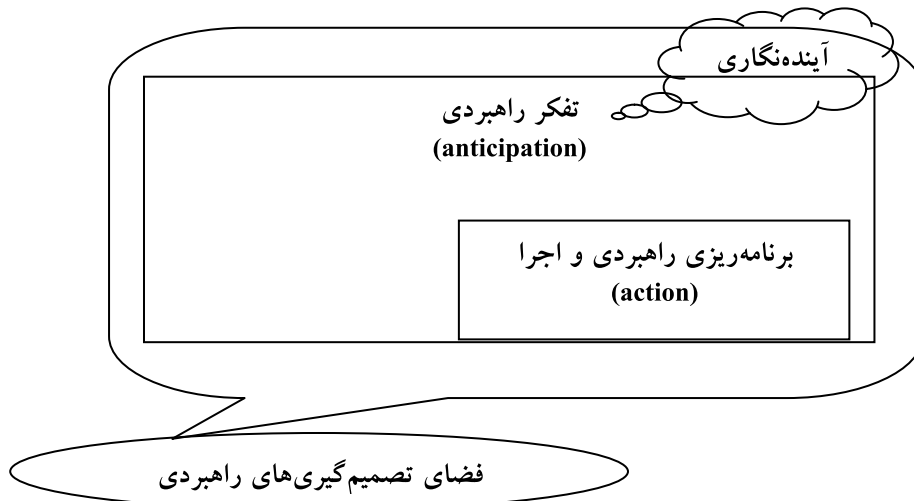 آینده‌نگاری
تفکر راهبردی
(anticipation)
برنامه‌ریزی راهبردی و اجرا
(action)
فضای تصمیم‌گیری‌های راهبردی